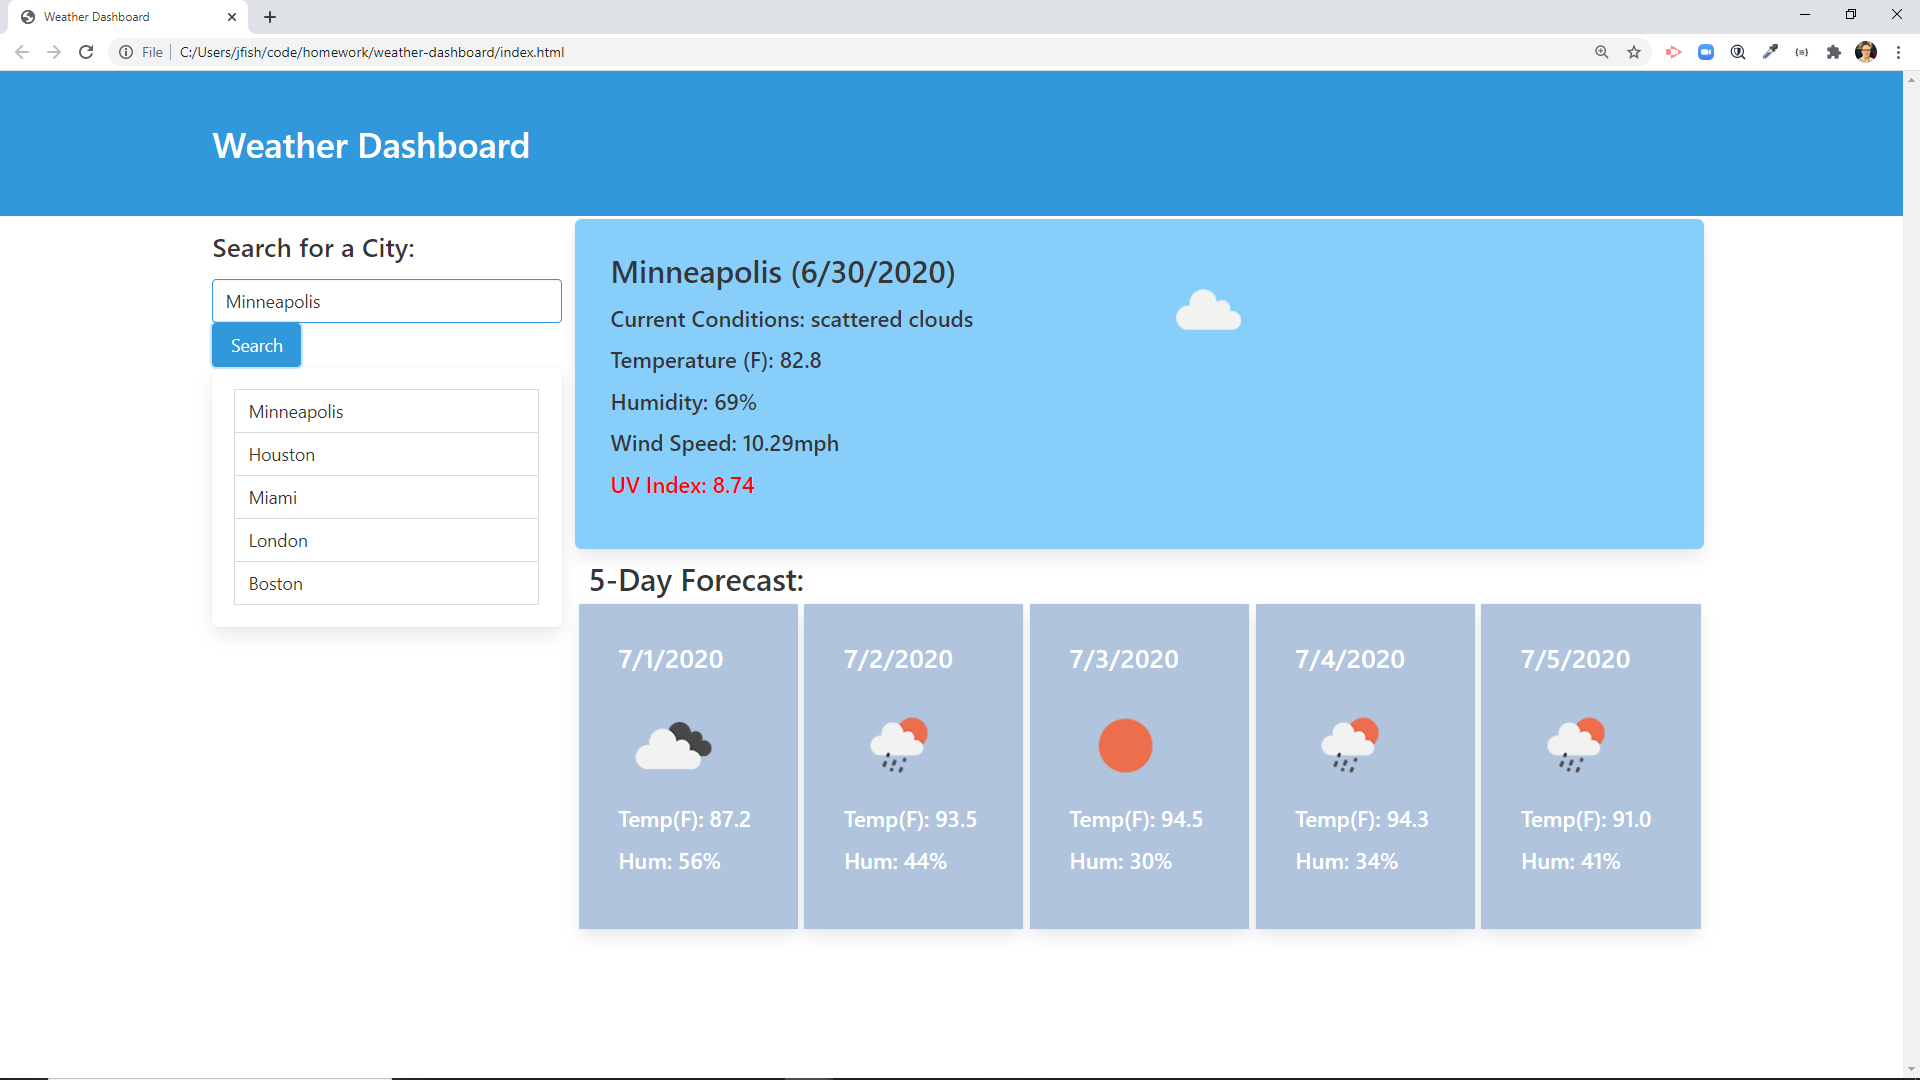 Weather Dashboard
File
C:/Users/jfish/code/homework/weather-dashboard/index.html
Weather Dashboard
Search for a City:
Minneapolis
Search
Minneapolis
Houston
Miami
London
Boston
Minneapolis (6/30/2020)
Current Conditions: scattered clouds
Temperature (F): 82.8
Humidity: 69%
Wind Speed: 10.29mph
UV Index: 8.74
5-Day Forecast:
7/1/2020
Temp(F): 87.2
Hum: 56%
7/2/2020
Temp(F): 93.5
Hum: 44%
7/3/2020
Temp(F): 94.5
Hum: 30%
7/4/2020
Temp(F): 94.3
Hum: 34%
7/5/2020
Temp(F): 91.0
Hum: 41%